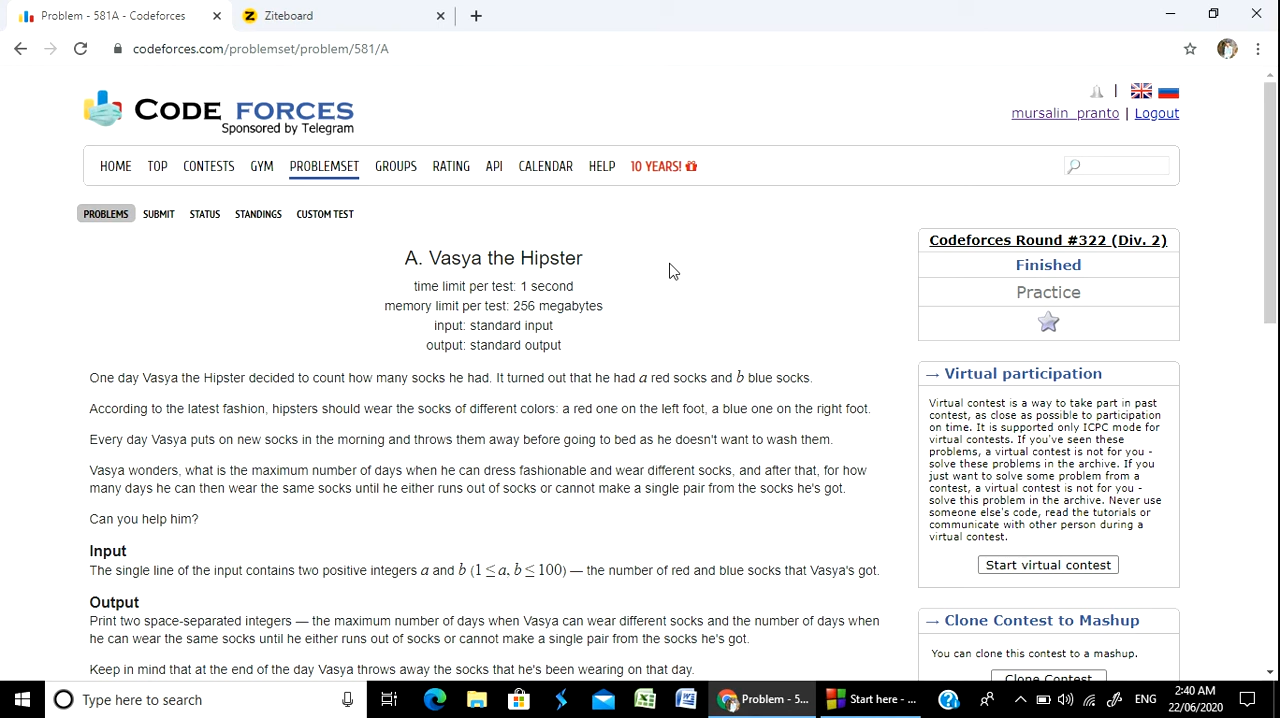 Problem - 581A - Codeforces
Ziteboard
codeforces.com/problemset/problem/581/A
CODE FORCES
Sponsored by Telegram
mursalin_pranto | Logout
HOME TOP CONTESTS GYM PROBLEMSET GROUPS RATING API CALENDAR HELP 10 YEARS!
PROBLEMS SUBMIT STATUS STANDINGS CUSTOM TEST
A. Vasya the Hipster
time limit per test: 1 second
memory limit per test: 256 megabytes
input: standard input
output: standard output
One day Vasya the Hipster decided to count how many socks he had. It turned out that he had a red socks and b blue socks.
According to the latest fashion, hipsters should wear the socks of different colors: a red one on the left foot, a blue one on the right foot.
Every day Vasya puts on new socks in the morning and throws them away before going to bed as he doesn't want to wash them.
Vasya wonders, what is the maximum number of days when he can dress fashionable and wear different socks, and after that, for how
many days he can then wear the same socks until he either runs out of socks or cannot make a single pair from the socks he's got.
Can you help him?
Input
The single line of the input contains two positive integers a and b (1 ≤ a, b ≤ 100) — the number of red and blue socks that Vasya's got.
Output
Print two space-separated integers — the maximum number of days when Vasya can wear different socks and the number of days when
he can wear the same socks until he either runs out of socks or cannot make a single pair from the socks he's got.
Keep in mind that at the end of the day Vasya throws away the socks that he's been wearing on that day.
Codeforces Round #322 (Div. 2)
Finished
Practice
→ Virtual participation
Virtual contest is a way to take part in past
contest, as close as possible to participation
on time. It is supported only ICPC mode for
virtual contests. If you've seen these
problems, a virtual contest is not for you -
solve these problems in the archive. If you
just want to solve some problem from a
contest, a virtual contest is not for you -
solve this problem in the archive. Never use
someone else's code, read the tutorials or
communicate with other person during a
virtual contest.
Start virtual contest
→ Clone Contest to Mashup
You can clone this contest to a mashup.
Clone Contest
Type here to search
Problem - 5...
Start here - ...
ENG
2:40 AM
22/06/2020